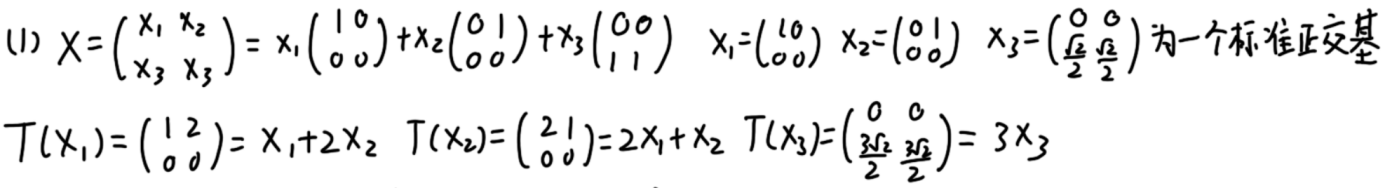 (1) X=(x₁ x₂ / x₃ x₃)= x₁(1 0 / 0 0)+x₂(0 1 / 0 0)+x₃(0 0 / 1 1) X₁=(1 0 / 0 0) X₂=(0 1 / 0 0) X₃=(0 0 / √2/2 √2/2)为一个标准正交基
T(X₁)=(1 2 / 0 0)= X₁+2X₂ T(X₂)=(2 1 / 0 0)=2X₁+X₂ T(X₃)=(0 0 / 3√2/2 3√2/2)= 3X₃